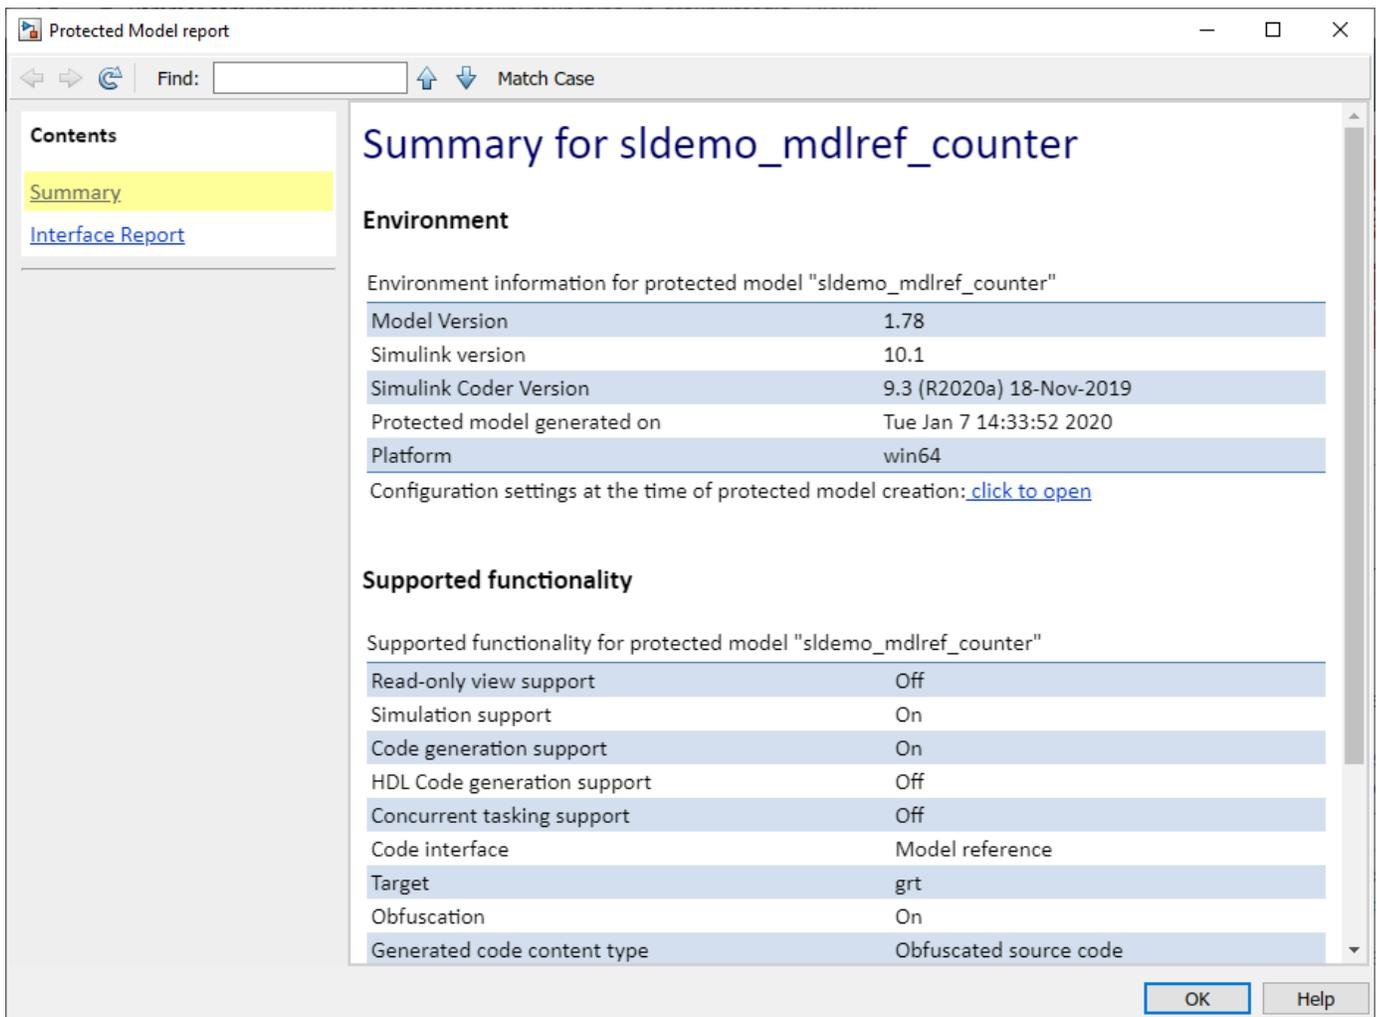 Protected Model report
Find:
Match Case
Contents
Summary
Interface Report
Summary for sldemo_mdlref_counter
Environment
Environment information for protected model "sldemo_mdlref_counter"
Model Version 1.78
Simulink version 10.1
Simulink Coder Version 9.3 (R2020a) 18-Nov-2019
Protected model generated on Tue Jan 7 14:33:52 2020
Platform win64
Configuration settings at the time of protected model creation: click to open
Supported functionality
Supported functionality for protected model "sldemo_mdlref_counter"
Read-only view support Off
Simulation support On
Code generation support On
HDL Code generation support Off
Concurrent tasking support Off
Code interface Model reference
Target grt
Obfuscation On
Generated code content type Obfuscated source code
OK Help